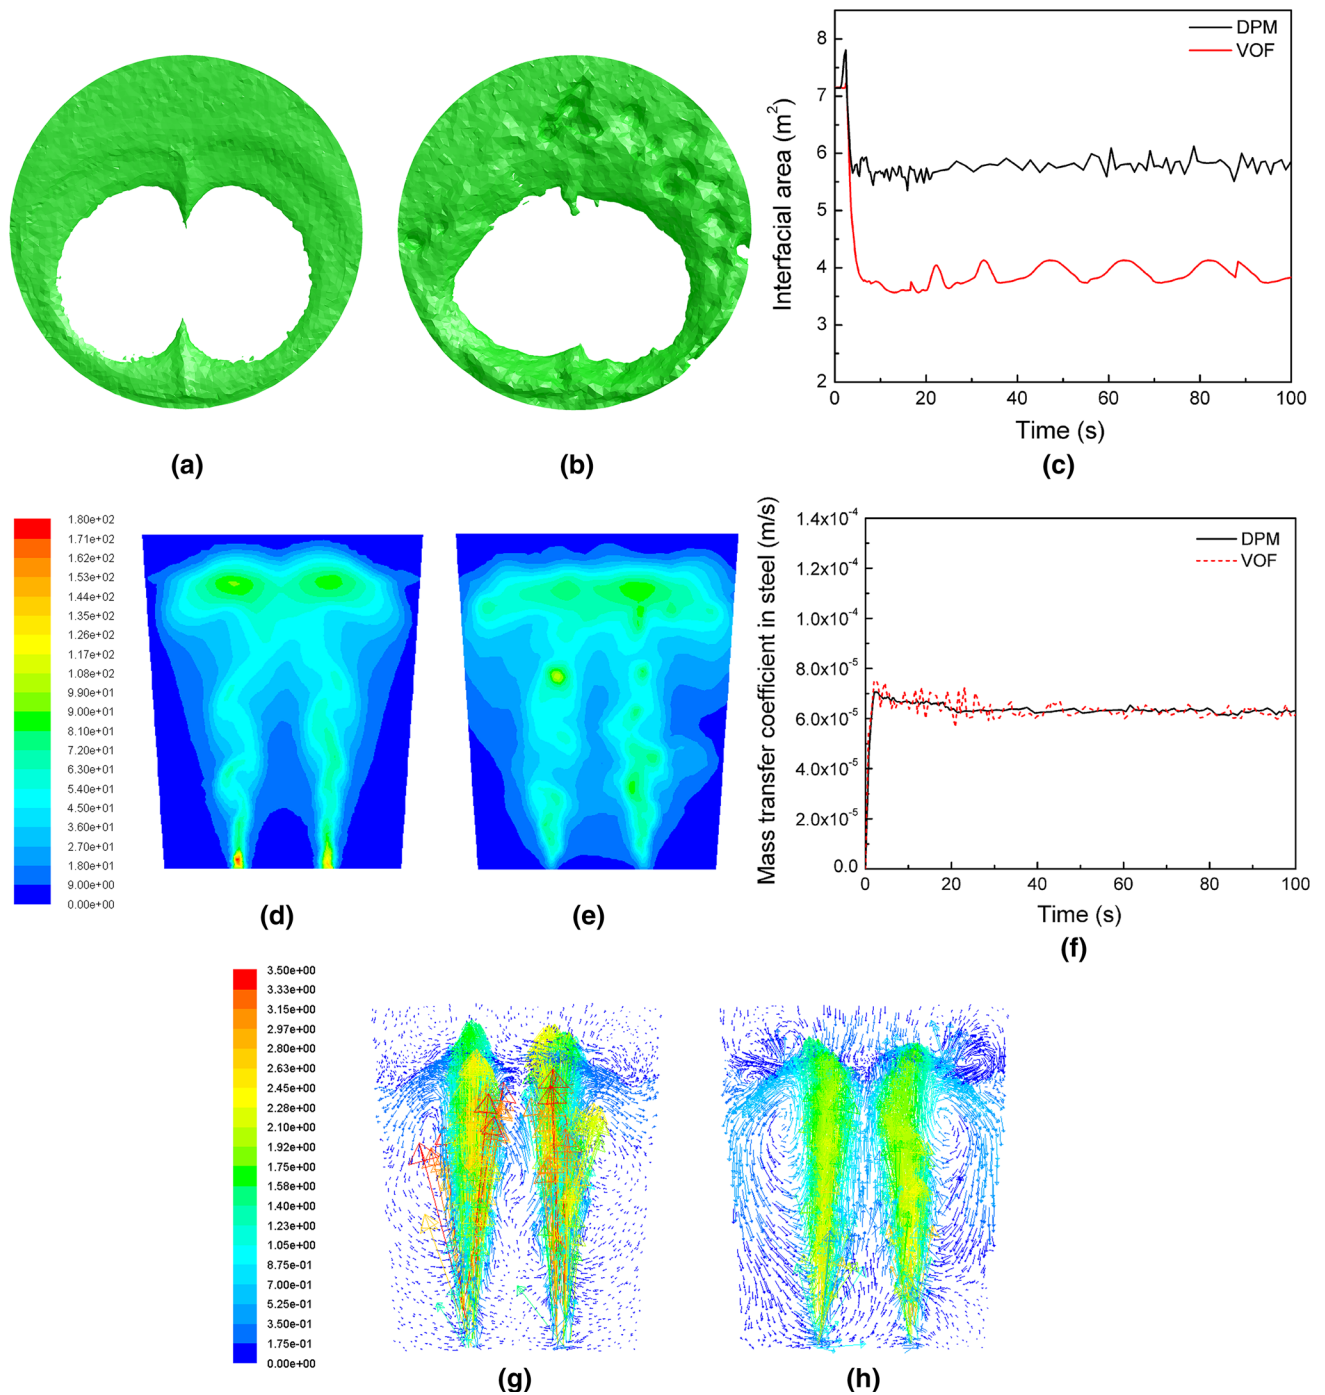 DPM
VOF
8
7
6
5
4
3
2
Interfacial area (m²)
0 20 40 60 80 100
Time (s)
(a)
(b)
(c)
1.80e+02
1.71e+02
1.62e+02
1.53e+02
1.44e+02
1.35e+02
1.26e+02
1.17e+02
1.08e+02
9.90e+01
9.00e+01
8.10e+01
7.20e+01
6.30e+01
5.40e+01
4.50e+01
3.60e+01
2.70e+01
1.80e+01
9.00e+00
0.00e+00
(d)
(e)
DPM
VOF
1.4x10⁻⁴
1.2x10⁻⁴
1.0x10⁻⁴
8.0x10⁻⁵
6.0x10⁻⁵
4.0x10⁻⁵
2.0x10⁻⁵
0.0
Mass transfer coefficient in steel (m/s)
0 20 40 60 80 100
Time (s)
(f)
3.50e+00
3.33e+00
3.15e+00
2.97e+00
2.80e+00
2.63e+00
2.45e+00
2.28e+00
2.10e+00
1.92e+00
1.75e+00
1.58e+00
1.40e+00
1.23e+00
1.05e+00
8.75e-01
7.00e-01
5.25e-01
3.50e-01
1.75e-01
0.00e+00
(g)
(h)